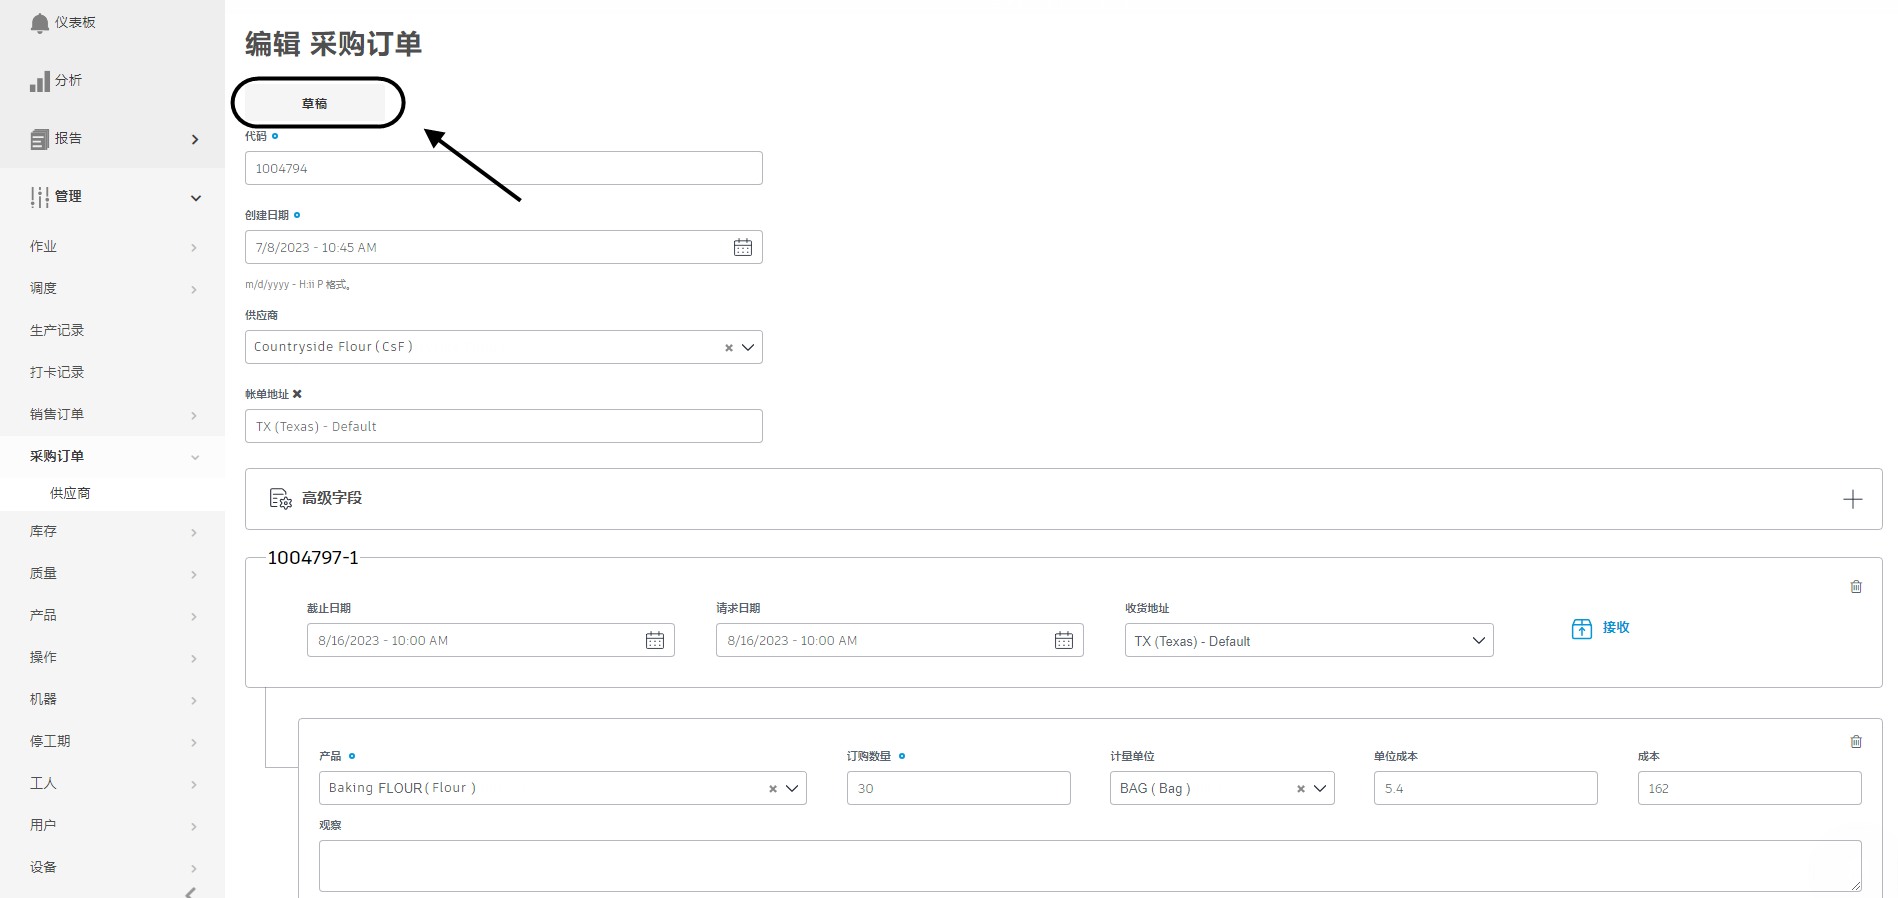 仪表板
分析
报告
管理
作业
调度
生产记录
打卡记录
销售订单
采购订单
供应商
库存
质量
产品
操作
机器
停工期
工人
用户
设备
编辑 采购订单
草稿
代码
1004794
创建日期
7/8/2023 - 10:45 AM
m/d/yyyy - H:ii P 格式。
供应商
Countryside Flour ( CsF )
帐单地址
TX (Texas) - Default
高级字段
1004797-1
截止日期 请求日期 收货地址
8/16/2023 - 10:00 AM 8/16/2023 - 10:00 AM TX (Texas) - Default 接收
产品 订购数量 计量单位 单位成本 成本
Baking FLOUR ( Flour ) 30 BAG ( Bag ) 5.4 162
观察